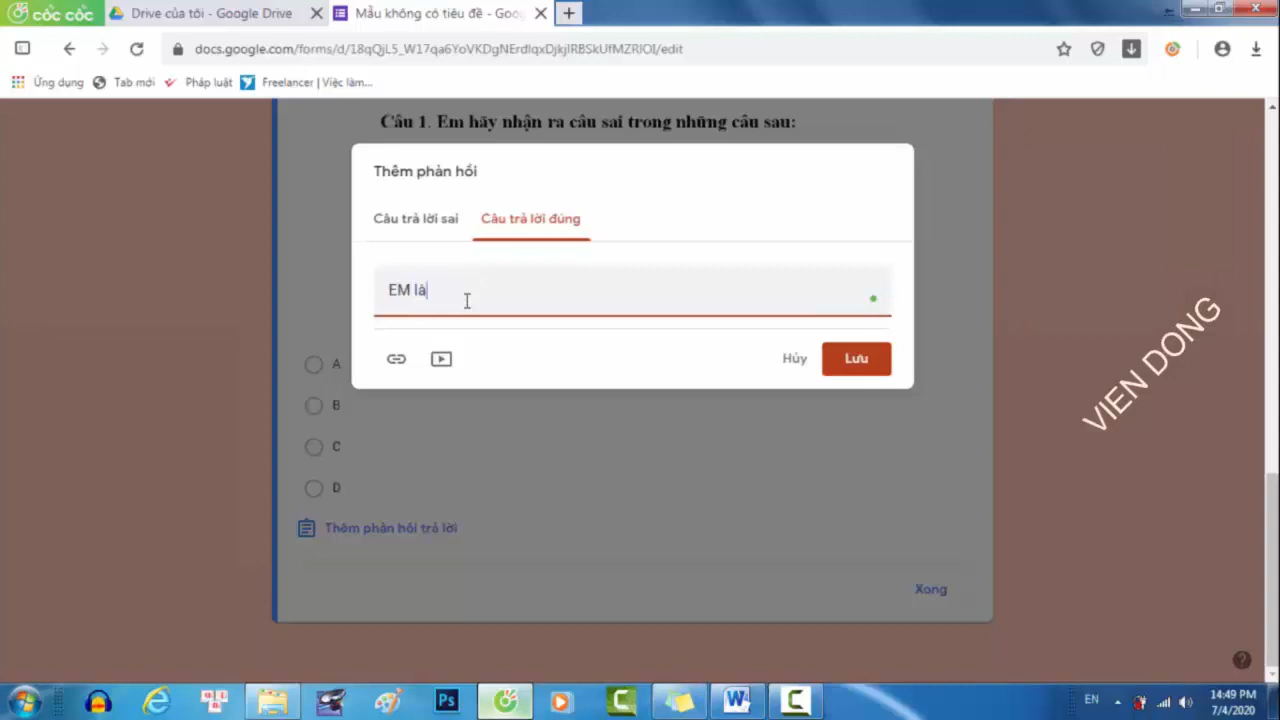 cốc cốc
Drive của tôi - Google Drive
Mẫu không có tiêu đề - Goo
docs.google.com/forms/d/
/edit
Ứng dụng
Tab mới
Pháp luật
Freelancer | Việc làm...
Câu 1. Em hãy nhận ra câu sai trong những câu sau:
Thêm phản hồi
Câu trả lời sai
Câu trả lời đúng
EM là
Hủy
Lưu
A
B
C
D
Thêm phản hồi trả lời
Xong
VIEN DONG
Ps
W
EN
14:49 PM
7/4/2020